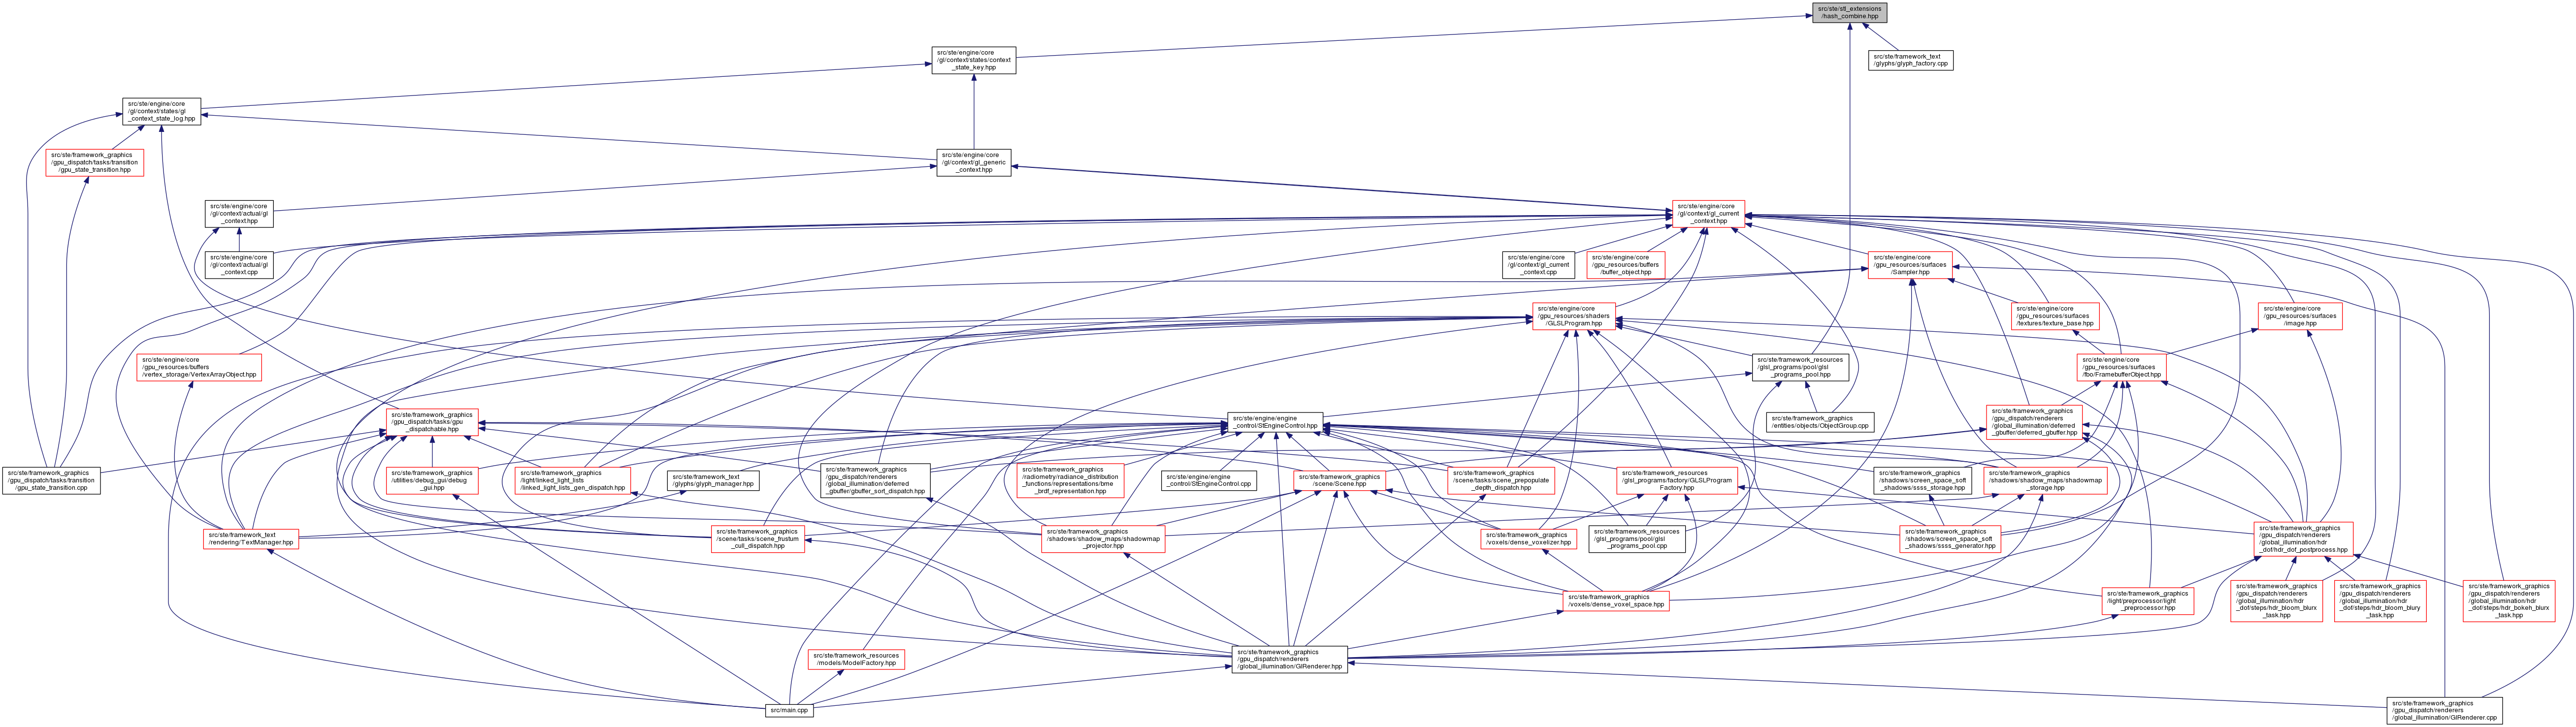 src/ste/stl_extensions
/hash_combine.hpp
src/ste/engine/core
/gl/context/states/context
_state_key.hpp
src/ste/framework_text
/glyphs/glyph_factory.cpp
src/ste/engine/core
/gl/context/states/gl
_context_state_log.hpp
src/ste/framework_graphics
/gpu_dispatch/tasks/transition
/gpu_state_transition.hpp
src/ste/engine/core
/gl/context/gl_generic
_context.hpp
src/ste/engine/core
/gl/context/actual/gl
_context.hpp
src/ste/engine/core
/gl/context/gl_current
_context.hpp
src/ste/engine/core
/gl/context/actual/gl
_context.cpp
src/ste/engine/core
/gl/context/gl_current
_context.cpp
src/ste/engine/core
/gpu_resources/buffers
/buffer_object.hpp
src/ste/engine/core
/gpu_resources/surfaces
/Sampler.hpp
src/ste/engine/core
/gpu_resources/shaders
/GLSLProgram.hpp
src/ste/engine/core
/gpu_resources/surfaces
/textures/texture_base.hpp
src/ste/engine/core
/gpu_resources/surfaces
/image.hpp
src/ste/engine/core
/gpu_resources/buffers
/vertex_storage/VertexArrayObject.hpp
src/ste/framework_resources
/glsl_programs/pool/glsl
_programs_pool.hpp
src/ste/engine/core
/gpu_resources/surfaces
/fbo/FramebufferObject.hpp
src/ste/framework_graphics
/gpu_dispatch/tasks/gpu
_dispatchable.hpp
src/ste/engine/engine
_control/StEngineControl.hpp
src/ste/framework_graphics
/entities/objects/ObjectGroup.cpp
src/ste/framework_graphics
/gpu_dispatch/renderers
/global_illumination/deferred
_gbuffer/deferred_gbuffer.hpp
src/ste/framework_graphics
/gpu_dispatch/tasks/transition
/gpu_state_transition.cpp
src/ste/framework_graphics
/utilities/debug_gui/debug
_gui.hpp
src/ste/framework_graphics
/light/linked_light_lists
/linked_light_lists_gen_dispatch.hpp
src/ste/framework_text
/glyphs/glyph_manager.hpp
src/ste/framework_graphics
/gpu_dispatch/renderers
/global_illumination/deferred
_gbuffer/gbuffer_sort_dispatch.hpp
src/ste/framework_graphics
/radiometry/radiance_distribution
_functions/representations/bme
_brdf_representation.hpp
src/ste/engine/engine
_control/StEngineControl.cpp
src/ste/framework_graphics
/scene/Scene.hpp
src/ste/framework_graphics
/scene/tasks/scene_prepopulate
_depth_dispatch.hpp
src/ste/framework_resources
/glsl_programs/factory/GLSLProgram
Factory.hpp
src/ste/framework_graphics
/shadows/screen_space_soft
_shadows/ssss_storage.hpp
src/ste/framework_graphics
/shadows/shadow_maps/shadowmap
_storage.hpp
src/ste/framework_text
/rendering/TextManager.hpp
src/ste/framework_graphics
/scene/tasks/scene_frustum
_cull_dispatch.hpp
src/ste/framework_graphics
/shadows/shadow_maps/shadowmap
_projector.hpp
src/ste/framework_graphics
/voxels/dense_voxelizer.hpp
src/ste/framework_resources
/glsl_programs/pool/glsl
_programs_pool.cpp
src/ste/framework_graphics
/shadows/screen_space_soft
_shadows/ssss_generator.hpp
src/ste/framework_graphics
/gpu_dispatch/renderers
/global_illumination/hdr
_dof/hdr_dof_postprocess.hpp
src/ste/framework_graphics
/voxels/dense_voxel_space.hpp
src/ste/framework_graphics
/light/preprocessor/light
_preprocessor.hpp
src/ste/framework_graphics
/gpu_dispatch/renderers
/global_illumination/hdr
_dof/steps/hdr_bloom_blurx
_task.hpp
src/ste/framework_graphics
/gpu_dispatch/renderers
/global_illumination/hdr
_dof/steps/hdr_bloom_blury
_task.hpp
src/ste/framework_graphics
/gpu_dispatch/renderers
/global_illumination/hdr
_dof/steps/hdr_bokeh_blurx
_task.hpp
src/ste/framework_resources
/models/ModelFactory.hpp
src/ste/framework_graphics
/gpu_dispatch/renderers
/global_illumination/GIRenderer.hpp
src/main.cpp
src/ste/framework_graphics
/gpu_dispatch/renderers
/global_illumination/GIRenderer.cpp